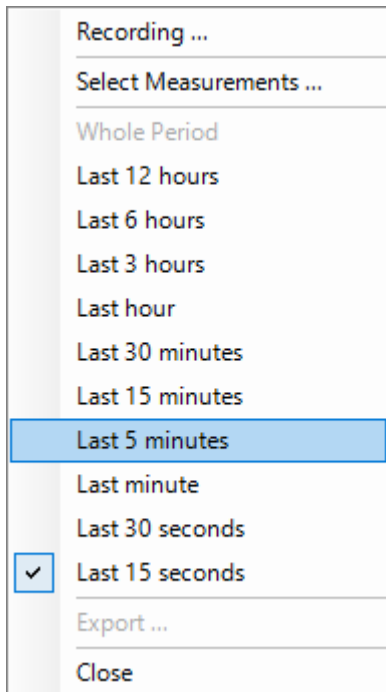 Recording ...
Select Measurements ...
Whole Period
Last 12 hours
Last 6 hours
Last 3 hours
Last hour
Last 30 minutes
Last 15 minutes
Last 5 minutes
Last minute
Last 30 seconds
Last 15 seconds
Export ...
Close